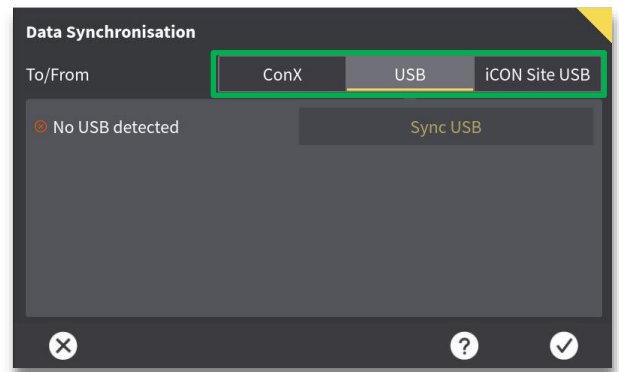 Data Synchronisation
To/From ConX USB iCON Site USB
No USB detected Sync USB
?